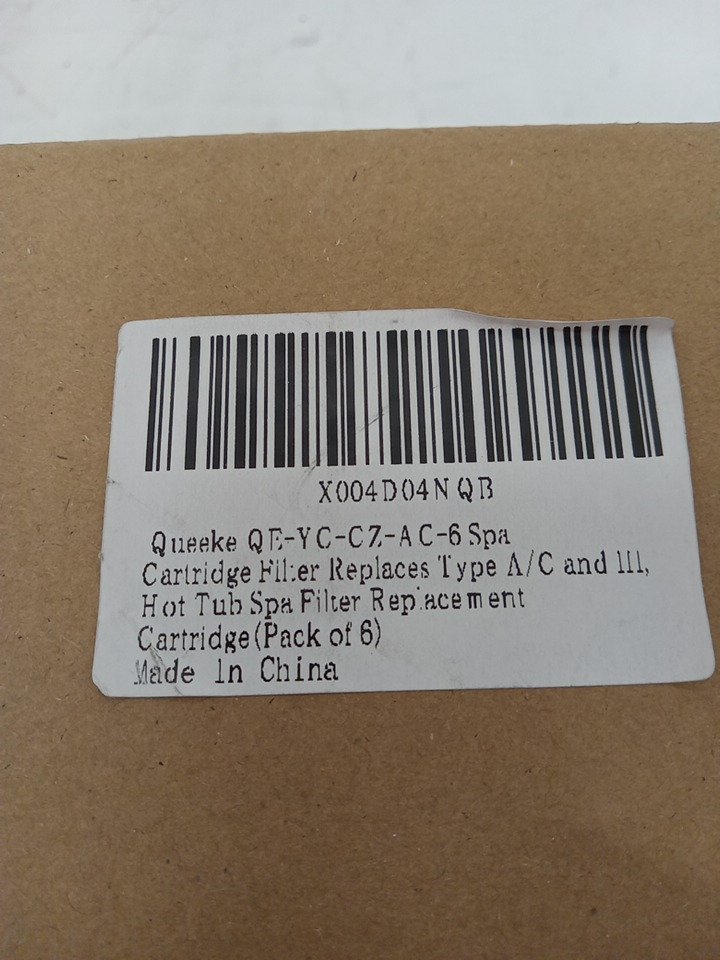 X004D04NQB
Queeke QE-YC-CZ-AC-6 Spa
Cartridge Filter Replaces Type A/C and III,
Hot Tub Spa Filter Replacement
Cartridge(Pack of 6)
Made In China